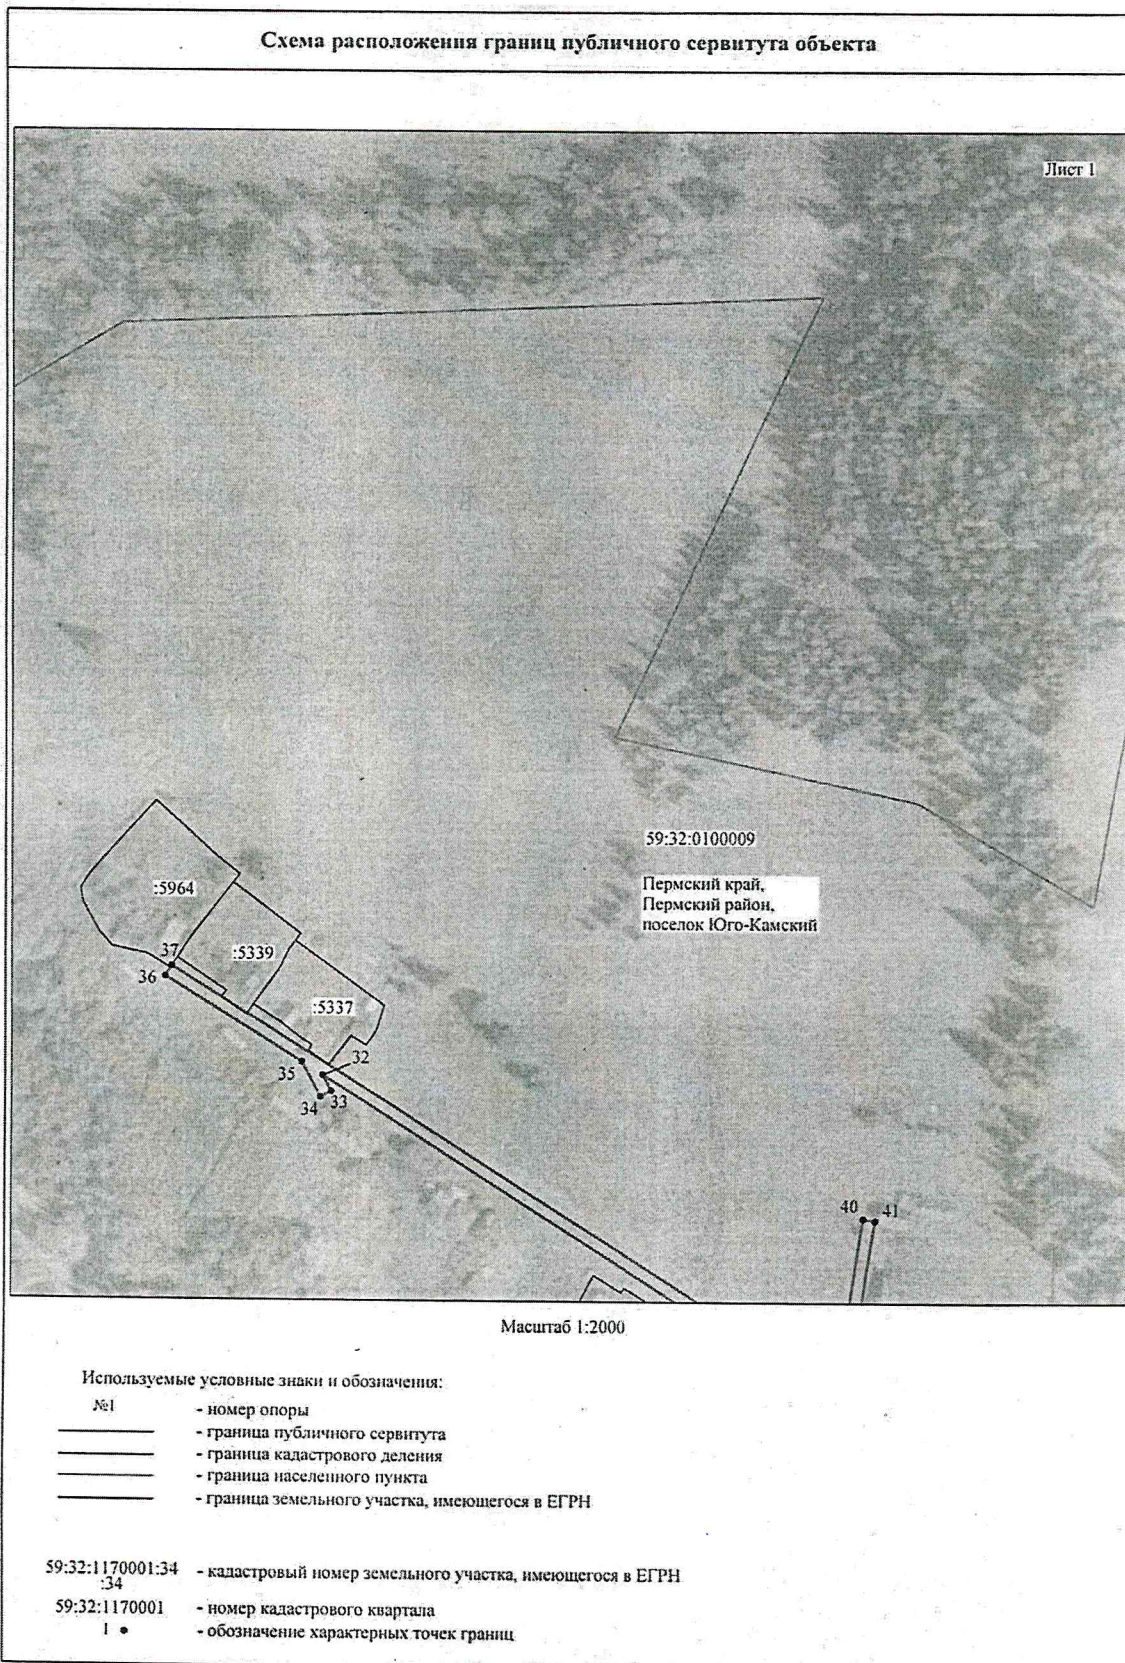 Схема расположения границ публичного сервитута объекта
Лист 1
59:32:0100009
Пермский край,
Пермский район,
поселок Юго-Камский
:5964
37
:5339
36
:5337
32
35
33
34
40
41
Масштаб 1:2000
Используемые условные знаки и обозначения:
№1 - номер опоры
- граница публичного сервитута
- граница кадастрового деления
- граница населенного пункта
- граница земельного участка, имеющегося в ЕГРН
59:32:1170001:34
:34 - кадастровый номер земельного участка, имеющегося в ЕГРН
59:32:1170001 - номер кадастрового квартала
1 - обозначение характерных точек границ